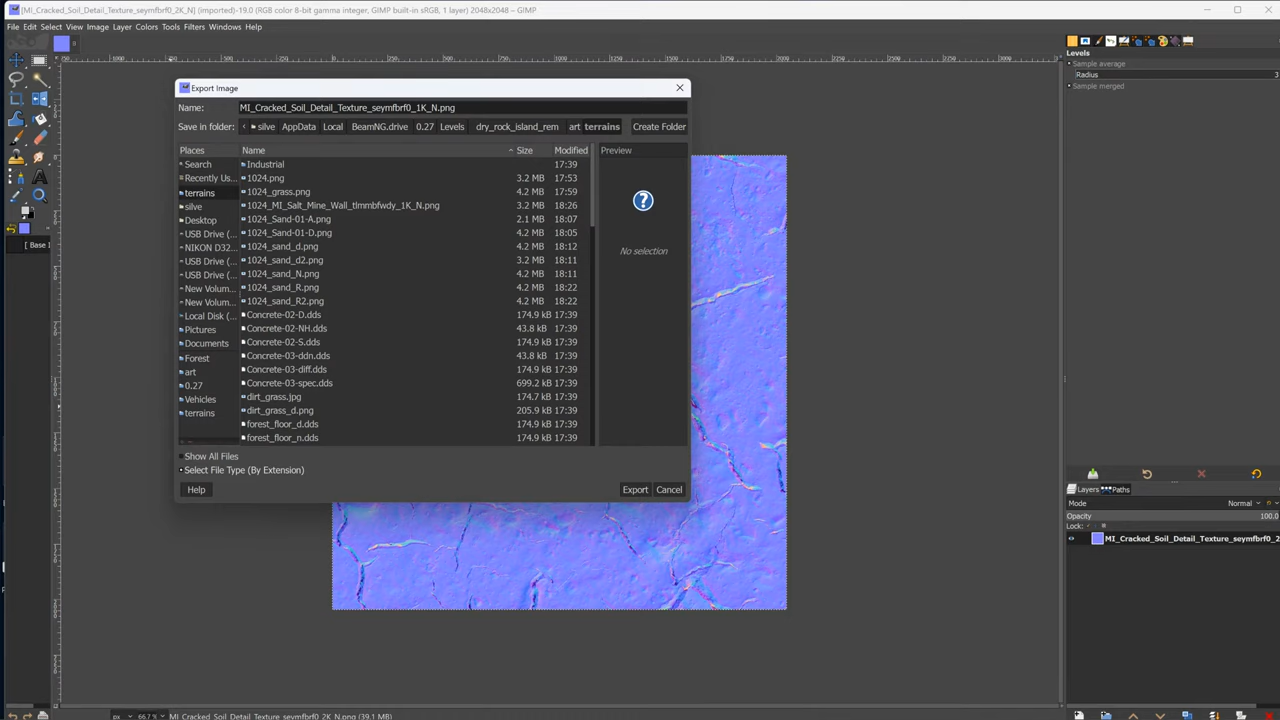 [MI_Cracked_Soil_Detail_Texture_seymfbrf0_2K_N] (imported)-19.0 (RGB color 8-bit gamma integer, GIMP built-in sRGB, 1 layer) 2048x2048 – GIMP
File Edit Select View Image Layer Colors Tools Filters Windows Help
Levels
Sample average
Radius 3
Sample merged
Export Image
Name: MI_Cracked_Soil_Detail_Texture_seymfbrf0_1K_N.png
Save in folder: silve AppData Local BeamNG.drive 0.27 Levels dry_rock_island_rem art terrains Create Folder
Places Name Size Modified Preview
Search Industrial 17:39
Recently Us... 1024.png 3.2 MB 17:53
terrains 1024_grass.png 4.2 MB 17:59
silve 1024_MI_Salt_Mine_Wall_tlmmbfwdy_1K_N.png 3.2 MB 18:26
Desktop 1024_Sand-01-A.png 2.1 MB 18:07
USB Drive (... 1024_Sand-01-D.png 4.2 MB 18:05
NIKON D32... 1024_sand_d.png 4.2 MB 18:12
No selection
USB Drive (... 1024_sand_d2.png 3.2 MB 18:11
USB Drive (... 1024_sand_N.png 4.2 MB 18:11
New Volum... 1024_sand_R.png 4.2 MB 18:22
New Volum... 1024_sand_R2.png 4.2 MB 18:22
Local Disk (... Concrete-02-D.dds 174.9 kB 17:39
Pictures Concrete-02-NH.dds 43.8 kB 17:39
Documents Concrete-02-S.dds 174.9 kB 17:39
Forest Concrete-03-ddn.dds 43.8 kB 17:39
art Concrete-03-diff.dds 174.9 kB 17:39
0.27 Concrete-03-spec.dds 699.2 kB 17:39
Vehicles dirt_grass.jpg 174.9 kB 17:39
terrains dirt_grass_d.png 205.9 kB 17:39
forest_floor_d.dds 174.9 kB 17:39
forest_floor_n.dds 174.9 kB 17:39
Show All Files
Select File Type (By Extension)
Help Export Cancel
[ Base I
Layers Paths
Mode Normal
Opacity 100.0
Lock:
MI_Cracked_Soil_Detail_Texture_seymfbrf0_2
px 66.7 % MI_Cracked_Soil_Detail_Texture_seymfbrf0_2K_N.png (39.1 MB)